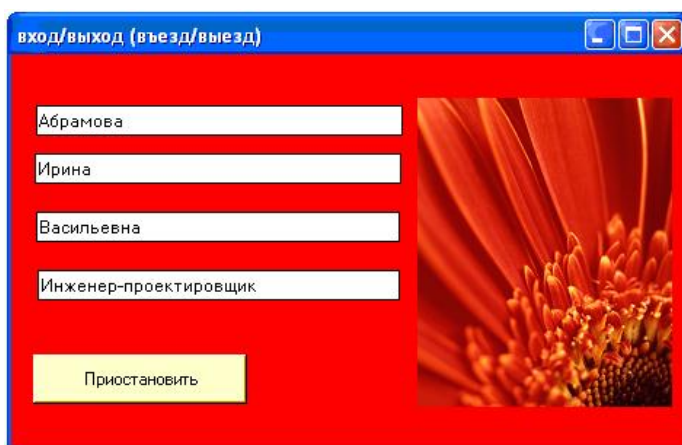 вход/выход (въезд/выезд)
Абрамова
Ирина
Васильевна
Инженер-проектировщик
Приостановить